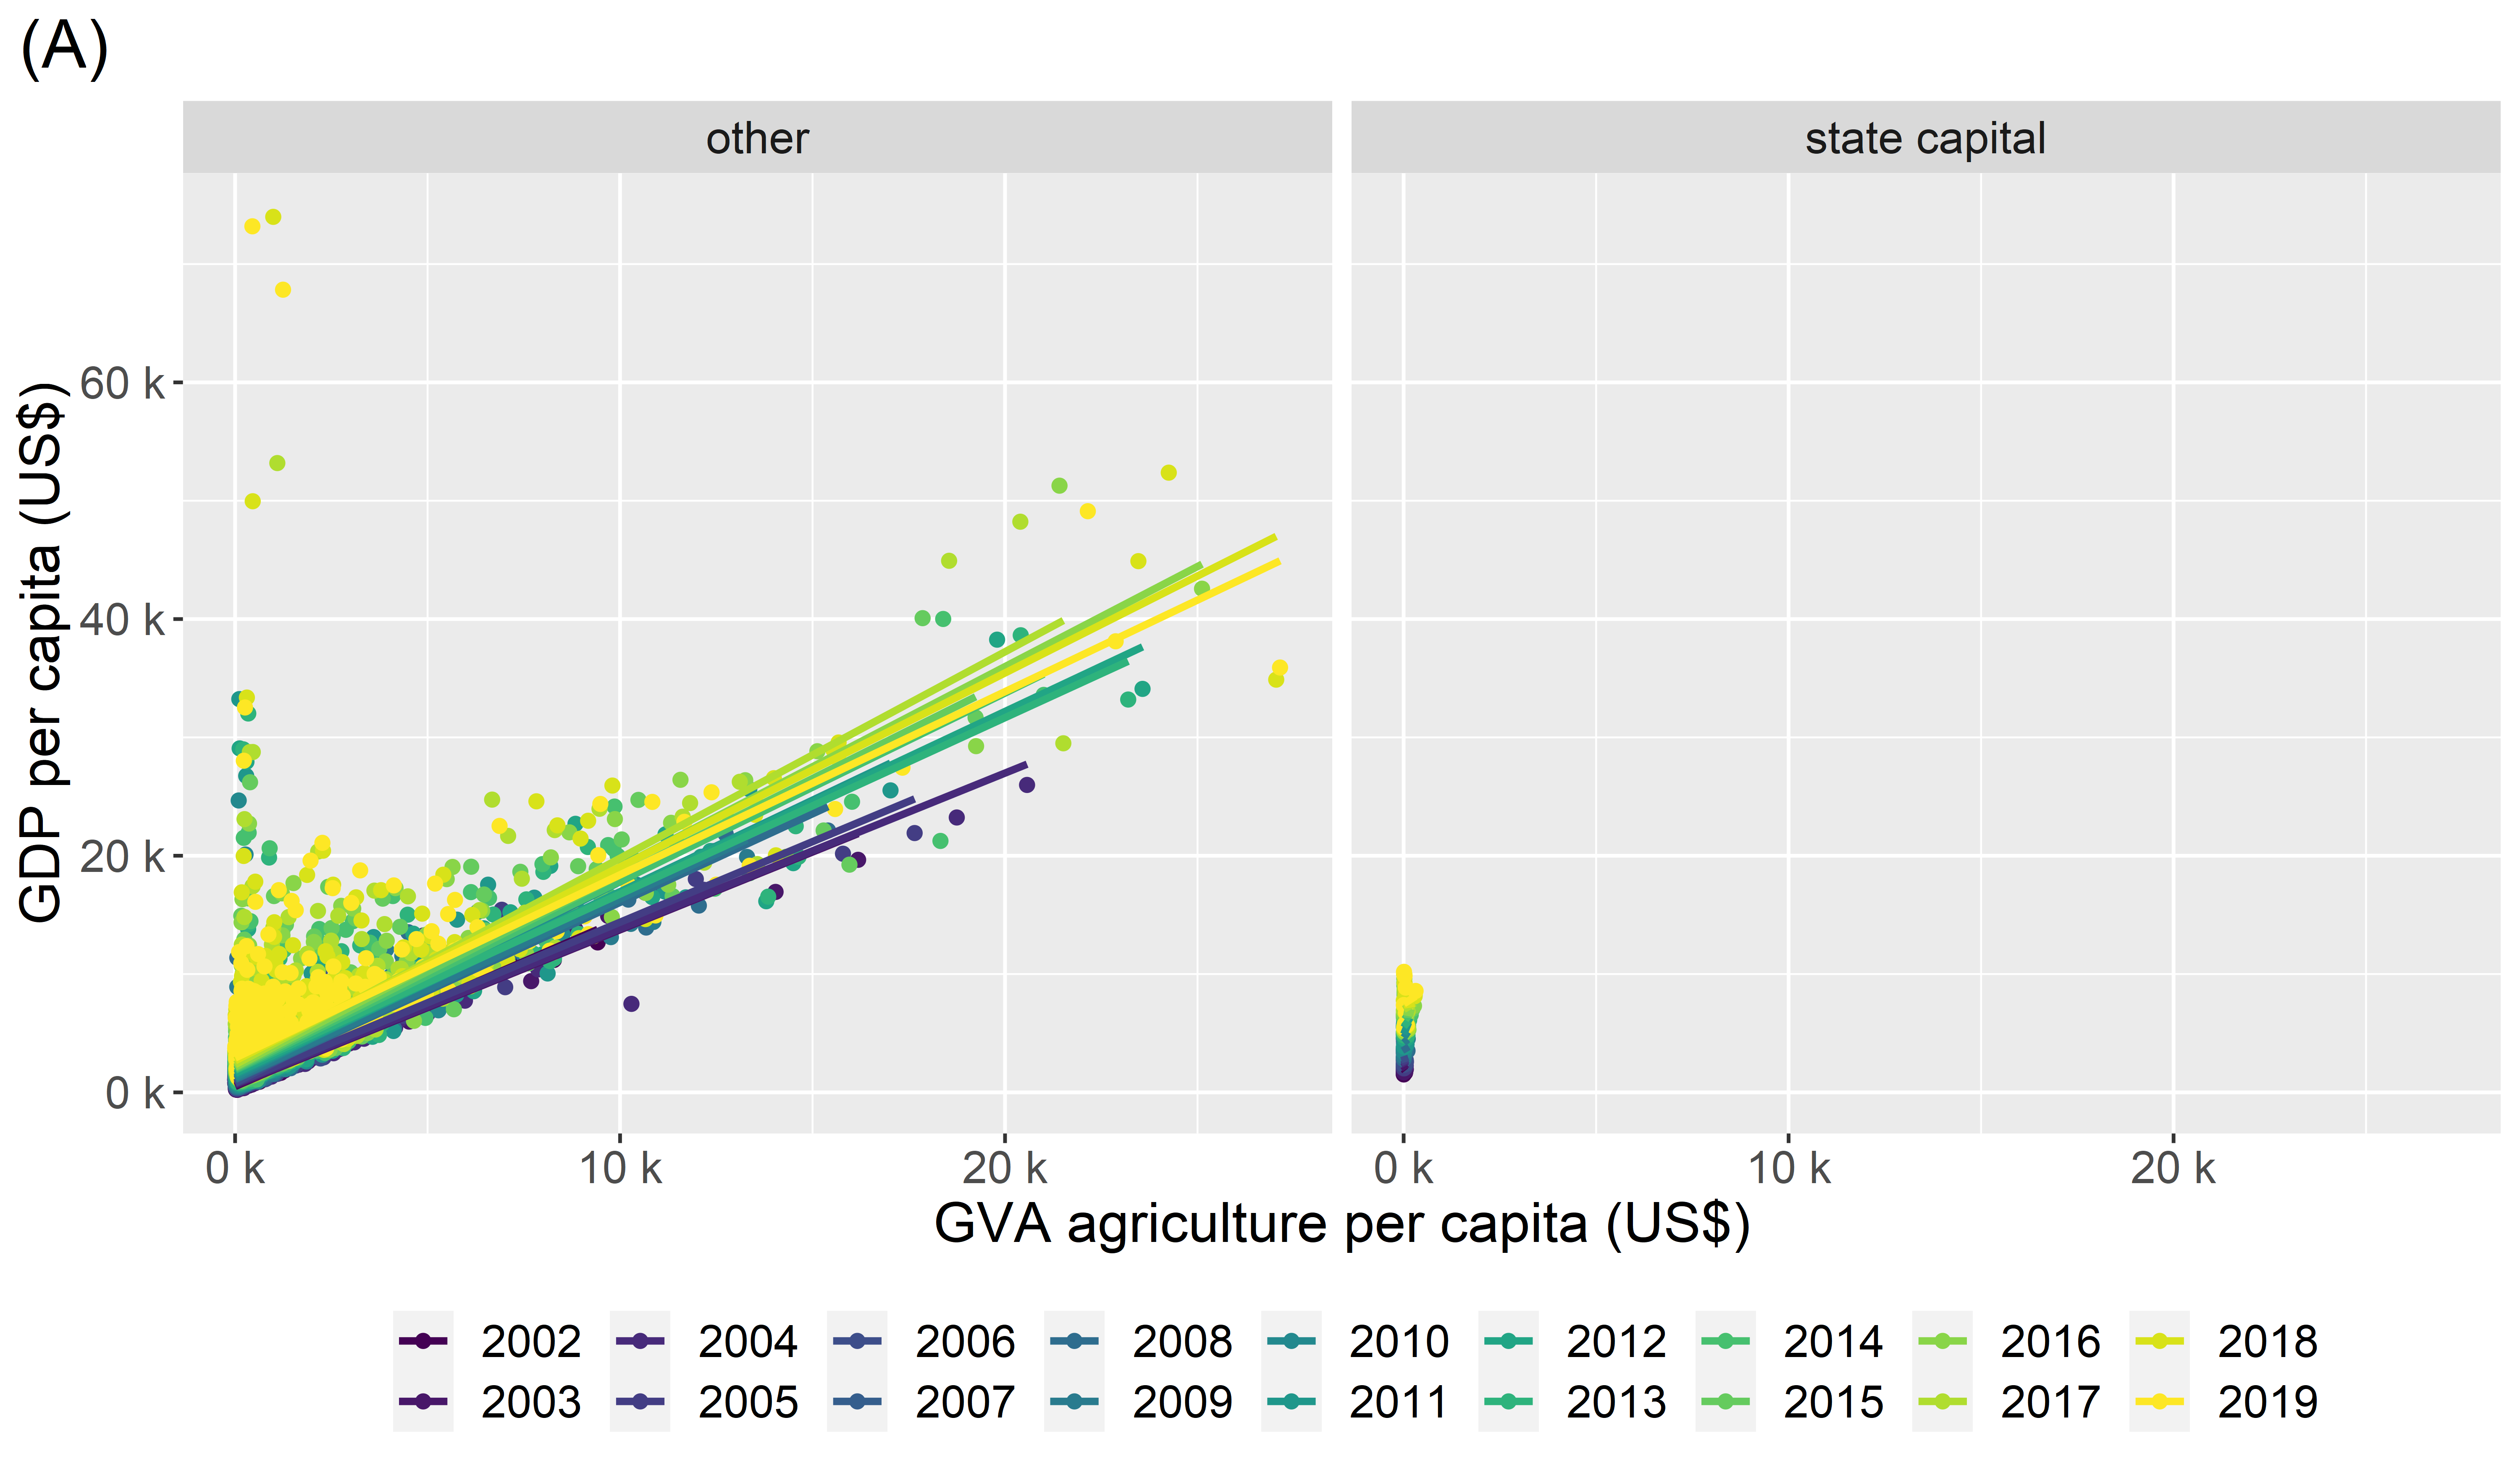 (A)
other
state capital
GDP per capita (US$)
60 k
40 k
20 k
0 k
0 k 10 k 20 k
0 k 10 k 20 k
GVA agriculture per capita (US$)
2002 2004 2006 2008 2010 2012 2014 2016 2018
2003 2005 2007 2009 2011 2013 2015 2017 2019